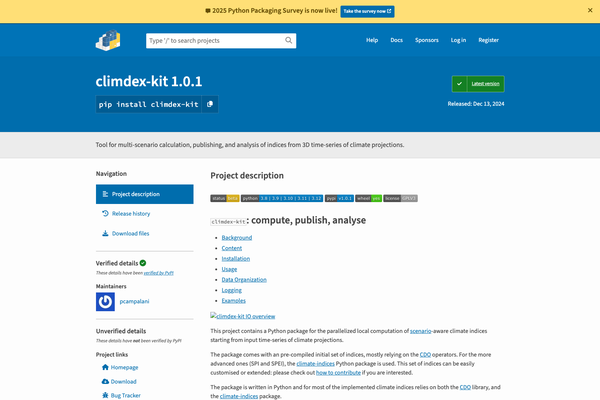 2025 Python Packaging Survey is now live! Take the survey now
Type '/' to search projects
Help Docs Sponsors Log in Register
climdex-kit 1.0.1
Latest version
pip install climdex-kit
Released: Dec 13, 2024
Tool for multi-scenario calculation, publishing, and analysis of indices from 3D time-series of climate projections.
Navigation
Project description
Release history
Download files
Verified details
These details have been verified by PyPI
Maintainers
pcampalani
Unverified details
These details have not been verified by PyPI
Project links
Homepage
Download
Bug Tracker
Project description
status beta python 3.8 | 3.9 | 3.10 | 3.11 | 3.12 pypi v1.0.1 wheel yes license
climdex-kit: compute, publish, analyse
Background
Content
Installation
Usage
Data Organization
Logging
Examples
climdex-kit IO overview
This project contains a Python package for the parallelized local computation of scenario-aware climate indices
starting from input time-series of climate projections.
The package comes with an pre-compiled initial set of indices, mostly relying on the CDO operators. For the more
advanced ones (SPI and SPEI), the climate-indices Python package is used. This set of indices can be easily
customised or extended: please check out how to contribute if you are interested.
The package is written in Python and for most of the implemented climate indices relies on both the CDO library, and
the climate-indices package.